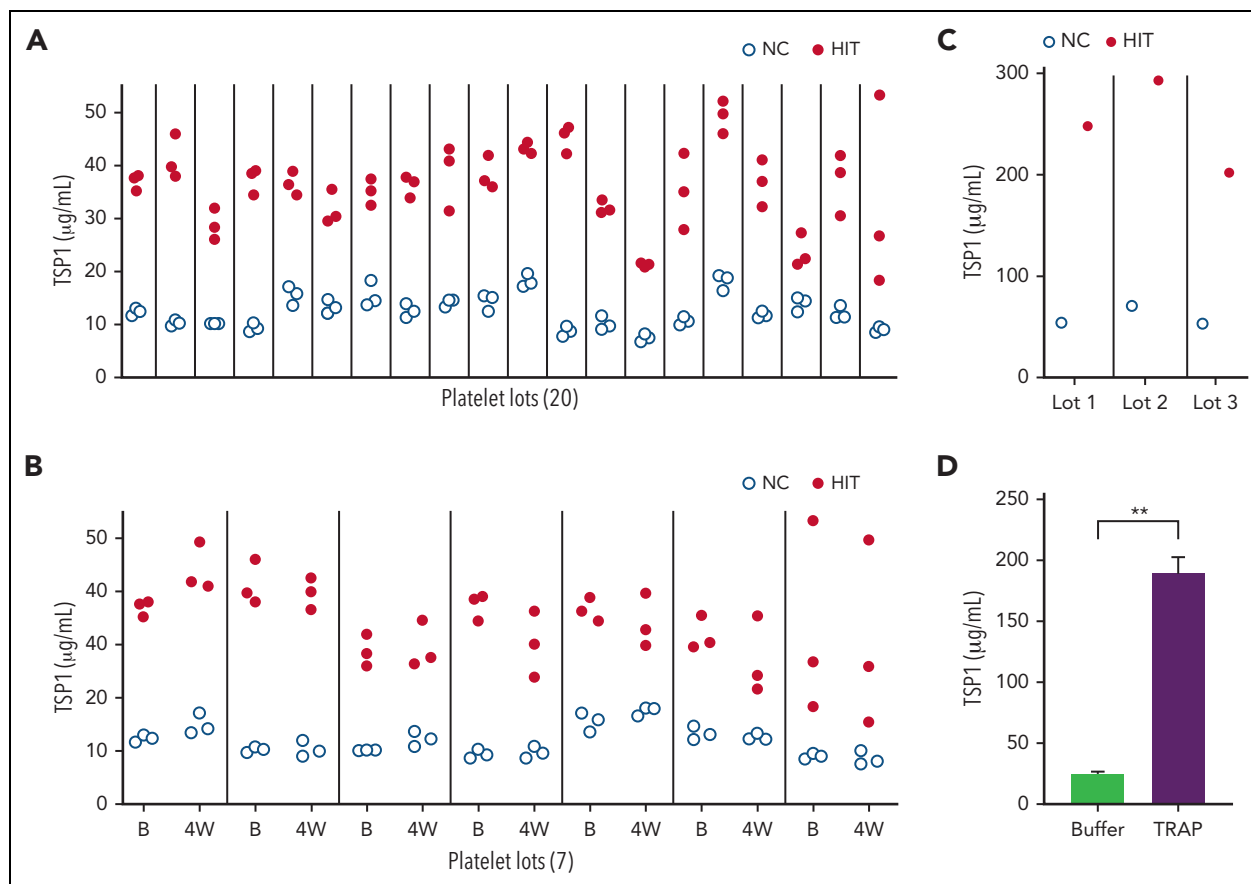 A
NC HIT
TSP1 (µg/mL)
50
40
30
20
10
0
Platelet lots (20)
B
NC HIT
TSP1 (µg/mL)
50
40
40
20
10
0
B 4W B 4W B 4W B 4W B 4W B 4W B 4W
Platelet lots (7)
C
NC HIT
TSP1 (µg/mL)
300
200
100
0
Lot 1 Lot 2 Lot 3
D
TSP1 (µg/mL)
250
200
150
100
50
0
**
Buffer TRAP